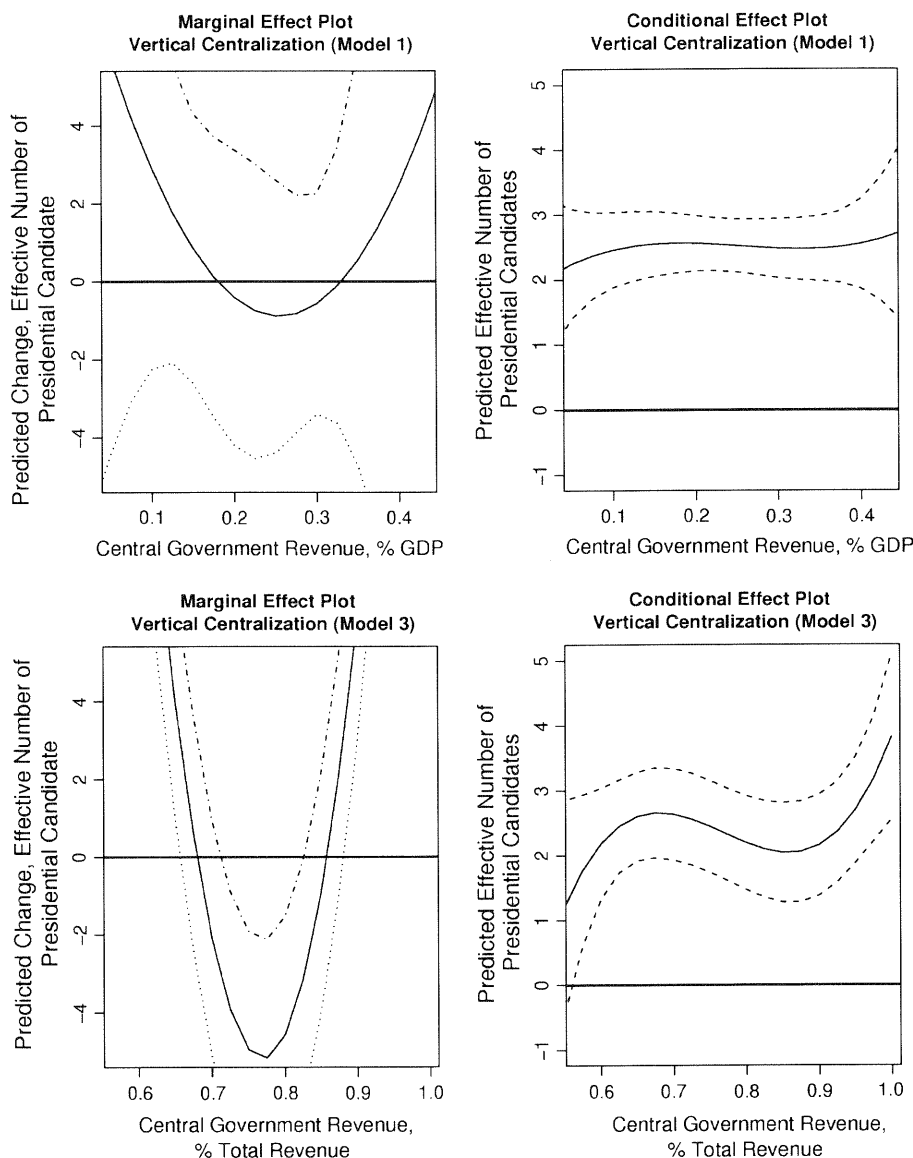 Marginal Effect Plot
Vertical Centralization (Model 1)
Predicted Change, Effective Number of
Presidential Candidate
4
2
0
−2
−4
0.1 0.2 0.3 0.4
Central Government Revenue, % GDP
Conditional Effect Plot
Vertical Centralization (Model 1)
Predicted Effective Number of
Presidential Candidates
5
4
3
2
1
0
−1
0.1 0.2 0.3 0.4
Central Government Revenue, % GDP
Marginal Effect Plot
Vertical Centralization (Model 3)
Predicted Change, Effective Number of
Presidential Candidate
4
2
0
−2
−4
0.6 0.7 0.8 0.9 1.0
Central Government Revenue,
% Total Revenue
Conditional Effect Plot
Vertical Centralization (Model 3)
Predicted Effective Number of
Presidential Candidates
5
4
3
2
1
0
−1
0.6 0.7 0.8 0.9 1.0
Central Government Revenue,
% Total Revenue